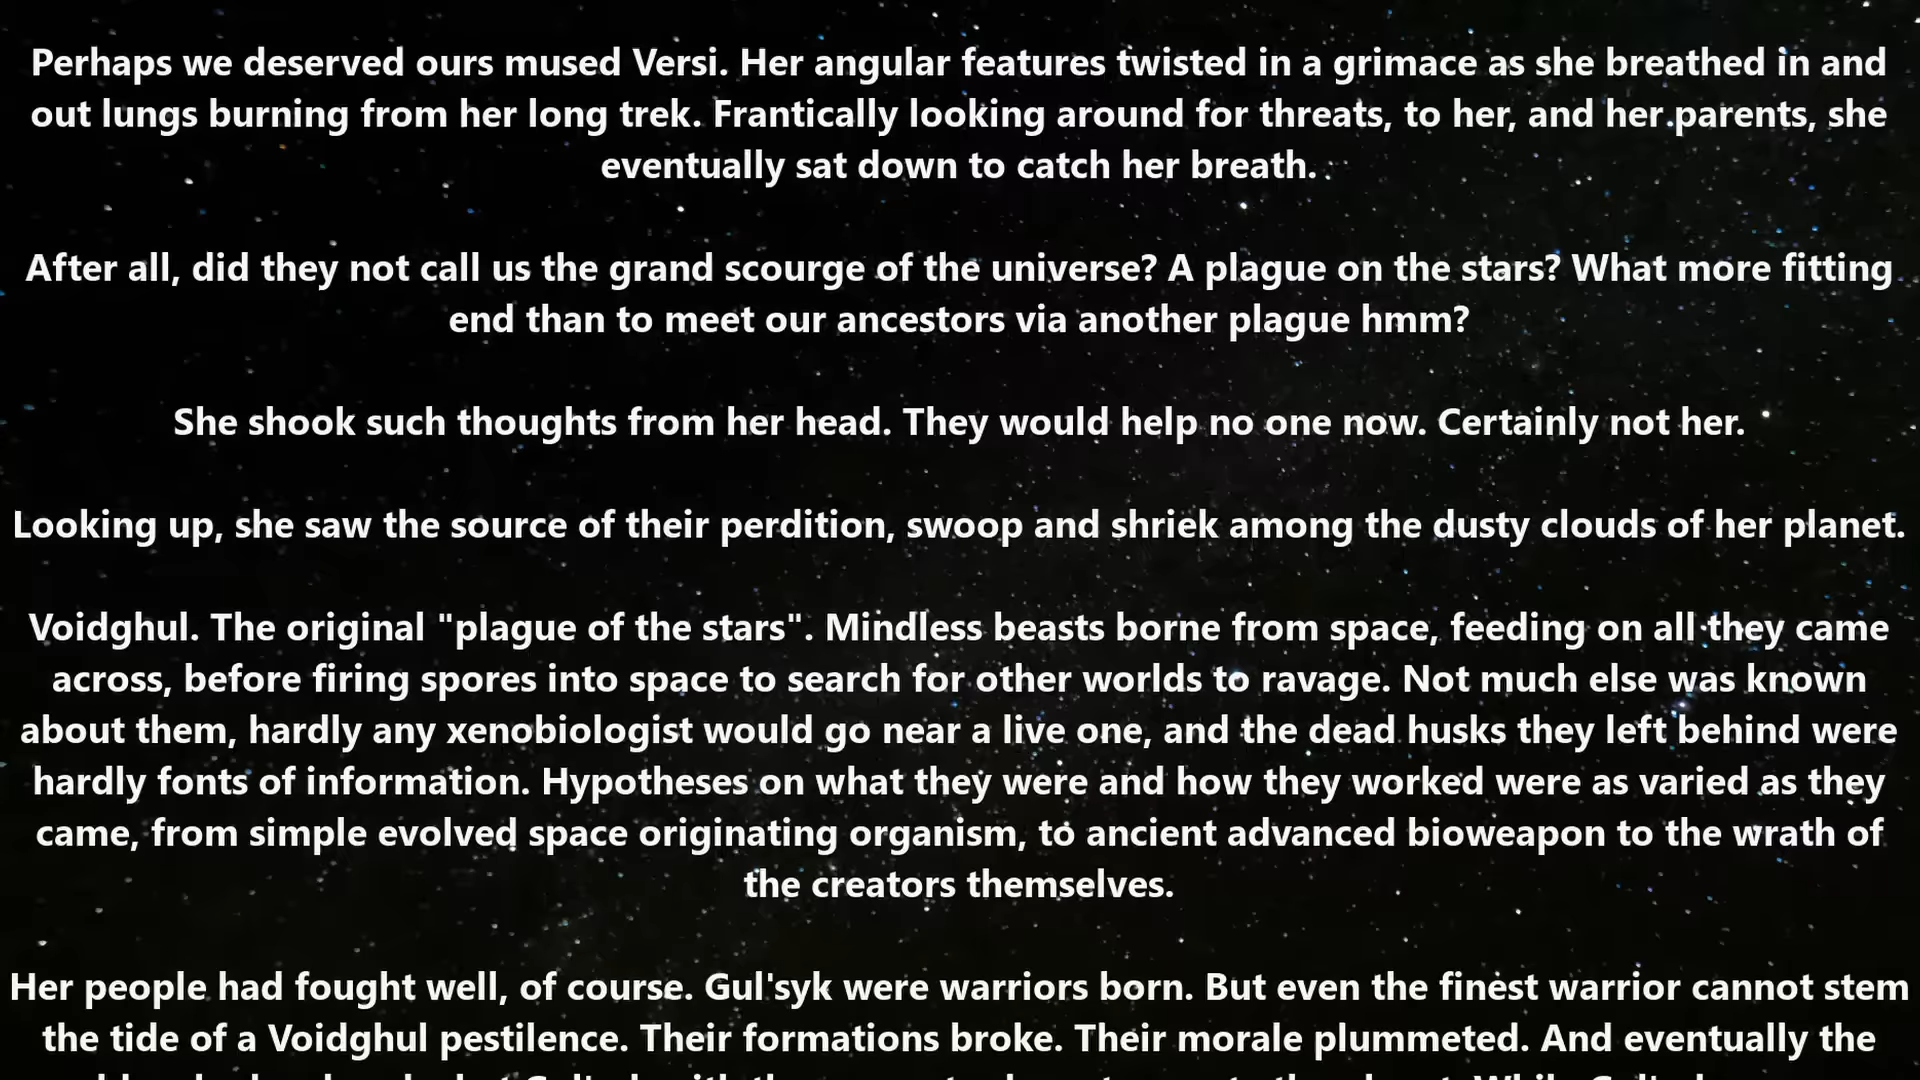 Perhaps we deserved ours mused Versi. Her angular features twisted in a grimace as she breathed in and
out lungs burning from her long trek. Frantically looking around for threats, to her, and her parents, she
eventually sat down to catch her breath.
After all, did they not call us the grand scourge of the universe? A plague on the stars? What more fitting
end than to meet our ancestors via another plague hmm?
She shook such thoughts from her head. They would help no one now. Certainly not her.
Looking up, she saw the source of their perdition, swoop and shriek among the dusty clouds of her planet.
Voidghul. The original "plague of the stars". Mindless beasts borne from space, feeding on all they came
across, before firing spores into space to search for other worlds to ravage. Not much else was known
about them, hardly any xenobiologist would go near a live one, and the dead husks they left behind were
hardly fonts of information. Hypotheses on what they were and how they worked were as varied as they
came, from simple evolved space originating organism, to ancient advanced bioweapon to the wrath of
the creators themselves.
Her people had fought well, of course. Gul'syk were warriors born. But even the finest warrior cannot stem
the tide of a Voidghul pestilence. Their formations broke. Their morale plummeted. And eventually the